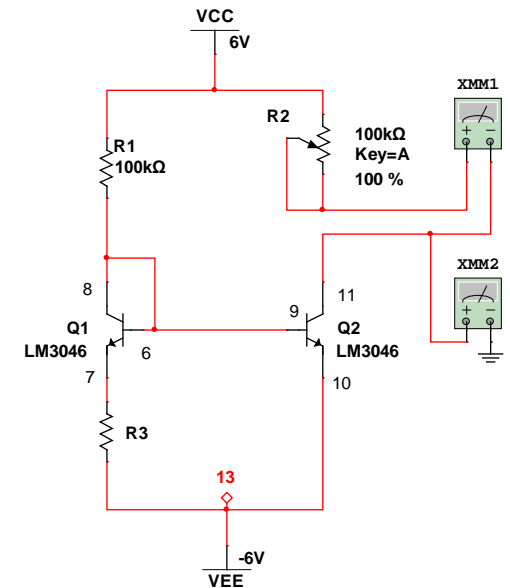 VCC
6V
XMM1
R2
R1
100kΩ
100kΩ
Key=A
100 %
+
−
XMM2
+
−
8
11
9
Q1
6
Q2
LM3046
LM3046
7
10
R3
13
-6V
VEE